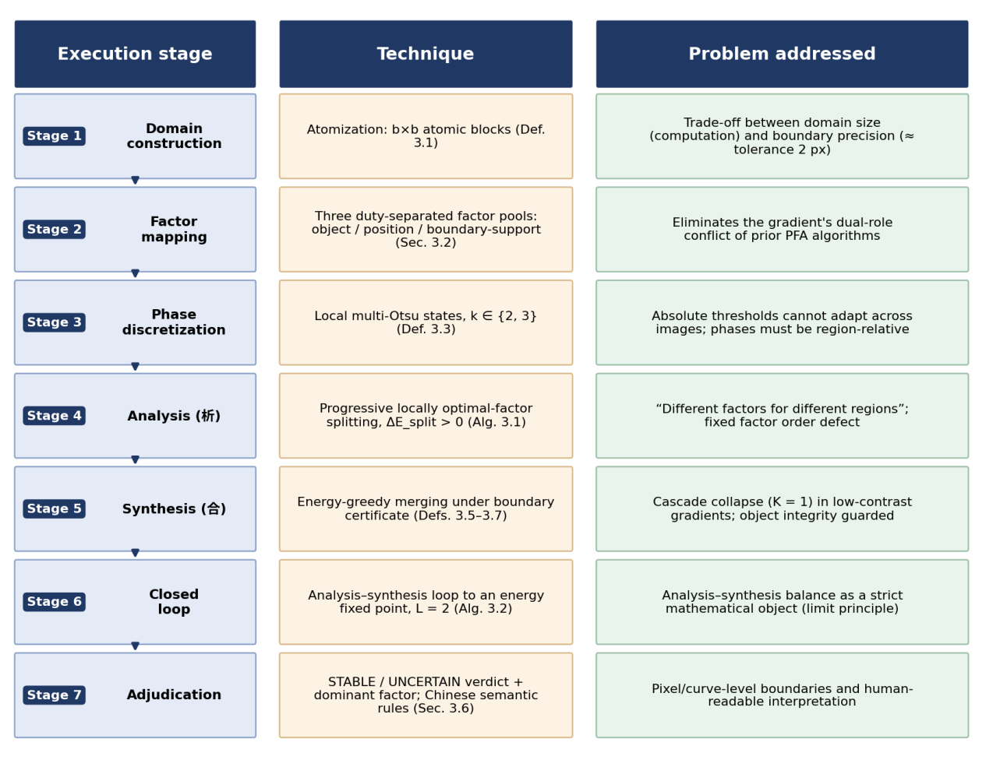 Execution stage
Technique
Problem addressed
Stage 1
Domain
construction
Atomization: b×b atomic blocks (Def.
3.1)
Trade-off between domain size
(computation) and boundary precision (≈
tolerance 2 px)
Stage 2
Factor
mapping
Three duty-separated factor pools:
object / position / boundary-support
(Sec. 3.2)
Eliminates the gradient's dual-role
conflict of prior PFA algorithms
Stage 3
Phase
discretization
Local multi-Otsu states, k ∈ {2, 3}
(Def. 3.3)
Absolute thresholds cannot adapt across
images; phases must be region-relative
Stage 4
Analysis (析)
Progressive locally optimal-factor
splitting, ΔE_split > 0 (Alg. 3.1)
“Different factors for different regions”;
fixed factor order defect
Stage 5
Synthesis (合)
Energy-greedy merging under boundary
certificate (Defs. 3.5–3.7)
Cascade collapse (K = 1) in low-contrast
gradients; object integrity guarded
Stage 6
Closed
loop
Analysis–synthesis loop to an energy
fixed point, L = 2 (Alg. 3.2)
Analysis–synthesis balance as a strict
mathematical object (limit principle)
Stage 7
Adjudication
STABLE / UNCERTAIN verdict +
dominant factor; Chinese semantic
rules (Sec. 3.6)
Pixel/curve-level boundaries and human-
readable interpretation